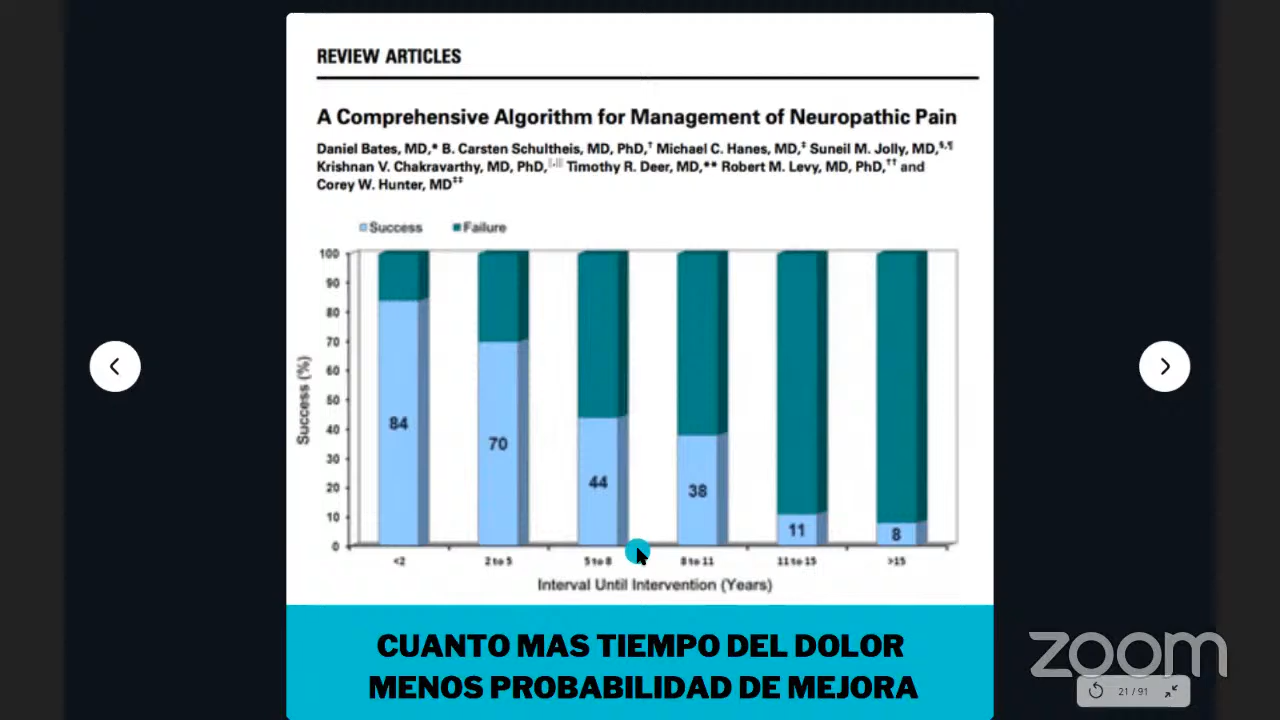 REVIEW ARTICLES
A Comprehensive Algorithm for Management of Neuropathic Pain
Daniel Bates, MD,* B. Carsten Schultheis, MD, PhD,† Michael C. Hanes, MD,‡ Suneil M. Jolly, MD,§,¶
Krishnan V. Chakravarthy, MD, PhD, Timothy R. Deer, MD,** Robert M. Levy, MD, PhD,†† and
Corey W. Hunter, MD‡‡
Success Failure
100
90
80
70
60
50
40
30
20
10
0
Success (%)
84
70
44
38
11
8
<2 2 to 5 5 to 8 8 to 11 11 to 15 >15
Interval Until Intervention (Years)
CUANTO MAS TIEMPO DEL DOLOR
MENOS PROBABILIDAD DE MEJORA
zoom
21 / 91